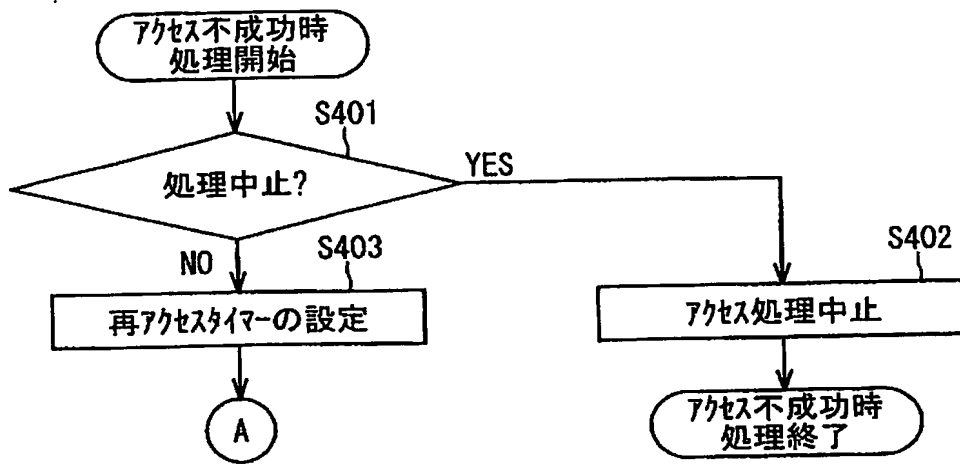 アクセス不成功時
処理開始
S401
処理中止?
YES
NO
S403
S402
再アクセスタイマーの設定
アクセス処理中止
A
アクセス不成功時
処理終了